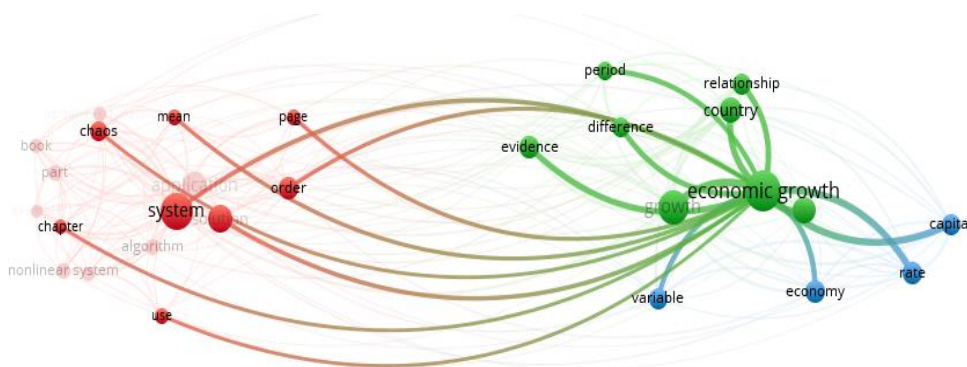 period
relationship
mean
page
country
chaos
difference
book
evidence
part
application
order
economic growth
growth
system
solution
capita
chapter
algorithm
rate
nonlinear system
economy
variable
use